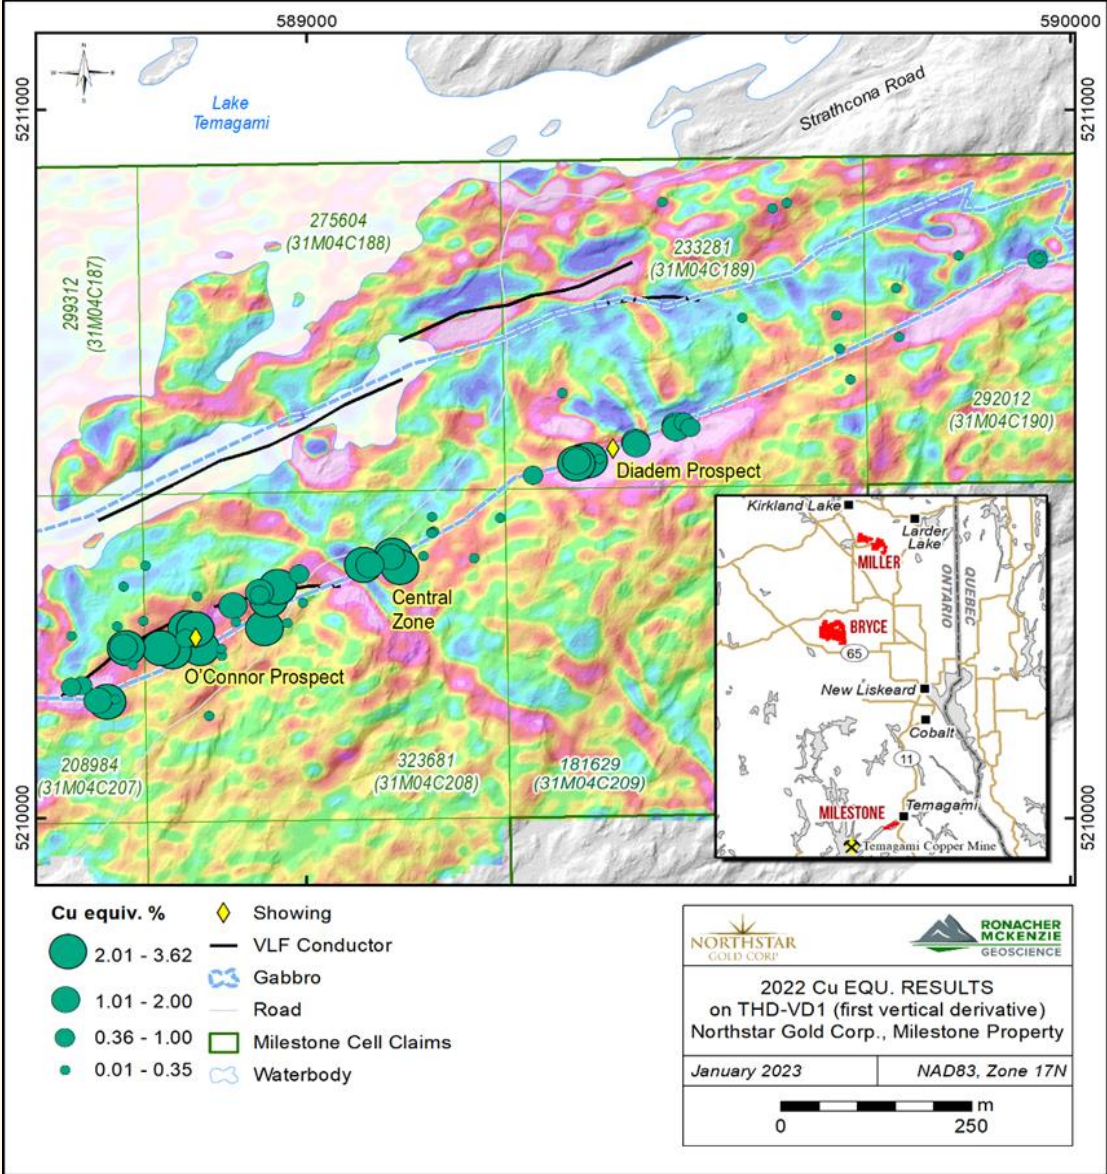 589000
590000
5211000
5211000
N
W
E
S
Lake
Temagami
Strathcona Road
275604
(31M04C188)
233281
(31M04C189)
299312
(31M04C187)
292012
(31M04C190)
Diadem Prospect
Central
Zone
O'Connor Prospect
208984
(31M04C207)
323681
(31M04C208)
181629
(31M04C209)
5210000
5210000
Kirkland Lake
Larder
Lake
MILLER
ONTARIO
QUEBEC
BRYCE
65
New Liskeard
Cobalt
11
MILESTONE
Temagami
Temagami Copper Mine
Cu equiv. %
2.01 - 3.62
1.01 - 2.00
0.36 - 1.00
0.01 - 0.35
Showing
VLF Conductor
Gabbro
Road
Milestone Cell Claims
Waterbody
NORTHSTAR
GOLD CORP
RONACHER
MCKENZIE
GEOSCIENCE
2022 Cu EQU. RESULTS
on THD-VD1 (first vertical derivative)
Northstar Gold Corp., Milestone Property
January 2023
NAD83, Zone 17N
m
0
250